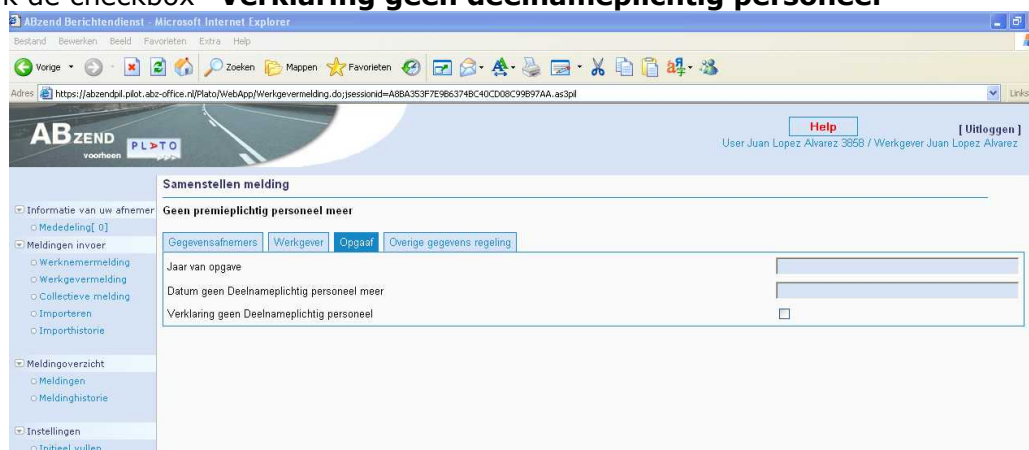 k de checkbox "Verklaring geen deelnameplichtig personeel"
ABzend Berichtendienst - Microsoft Internet Explorer
Bestand Bewerken Beeld Favorieten Extra Help
Vorige Zoeken Mappen Favorieten
Adres https://abzendpil.pilot.abz-office.nl/Plato/WebApp/Werkgevermelding.do;jsessionid=A8BA353F7E9B6374BC40CD08C99B97AA.as3pil Links
ABZEND
voorheen PLATO
Help [ Uitloggen ]
User Juan Lopez Alvarez 3858 / Werkgever Juan Lopez Alvarez
Samenstellen melding
Informatie van uw afnemer
Mededeling[ 0]
Meldingen invoer
Werknemermelding
Werkgevermelding
Collectieve melding
Importeren
Importhistorie
Meldingoverzicht
Meldingen
Meldinghistorie
Instellingen
Initieel vullen
Geen premieplichtig personeel meer
Gegevensafnemers Werkgever Opgaaf Overige gegevens regeling
Jaar van opgave
Datum geen Deelnameplichtig personeel meer
Verklaring geen Deelnameplichtig personeel